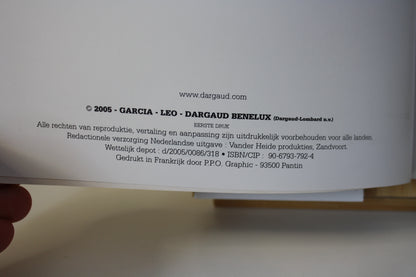 www.dargaud.com
© 2005 - GARCIA - LEO - DARGAUD BENELUX (Dargaud-Lombard n.v.)
EERSTE DRUK
Alle rechten van reproduktie, vertaling en aanpassing zijn uitdrukkelijk voorbehouden voor alle landen.
Redactionele verzorging Nederlandse uitgave : Vander Heide produkties, Zandvoort.
Wettelijk depot : d/2005/0086/318 • ISBN/CIP : 90-6793-792-4
Gedrukt in Frankrijk door P.P.O. Graphic - 93500 Pantin